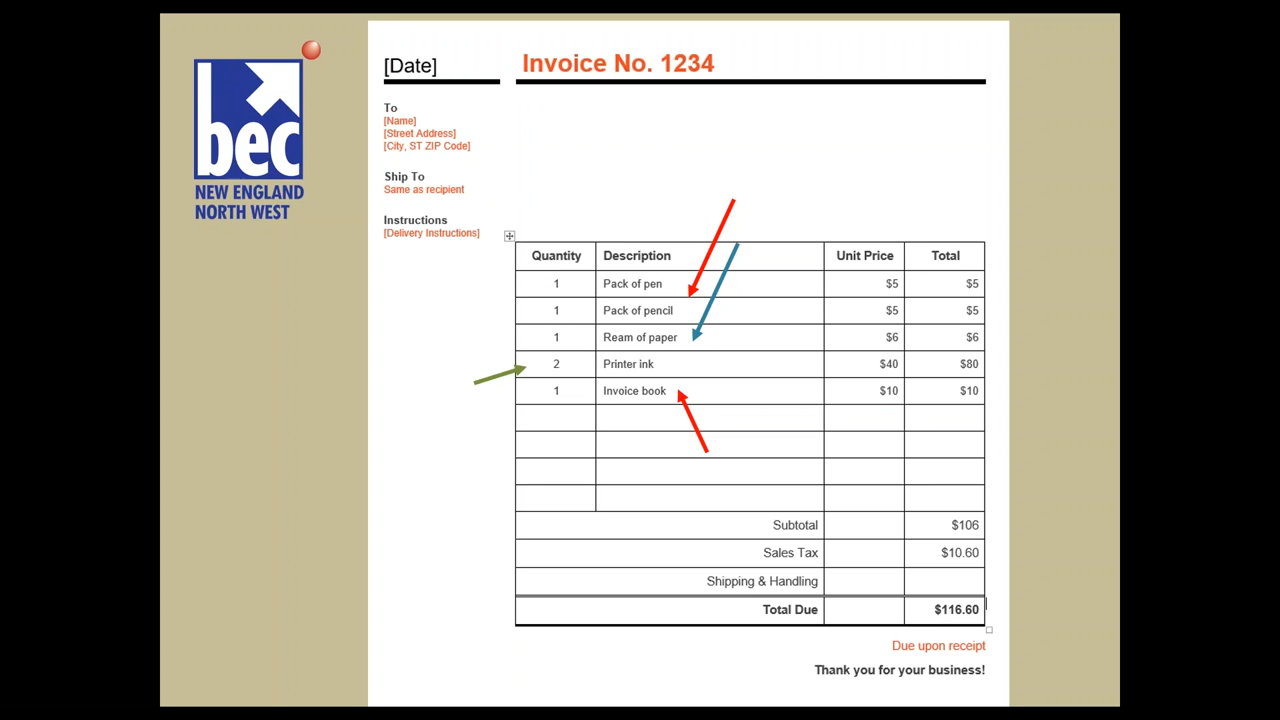 bec
NEW ENGLAND
NORTH WEST
[Date]
Invoice No. 1234
To
[Name]
[Street Address]
[City, ST ZIP Code]
Ship To
Same as recipient
Instructions
[Delivery Instructions]
Quantity Description Unit Price Total
1 Pack of pen $5 $5
1 Pack of pencil $5 $5
1 Ream of paper $6 $6
2 Printer ink $40 $80
1 Invoice book $10 $10
Subtotal $106
Sales Tax $10.60
Shipping & Handling
Total Due $116.60
Due upon receipt
Thank you for your business!